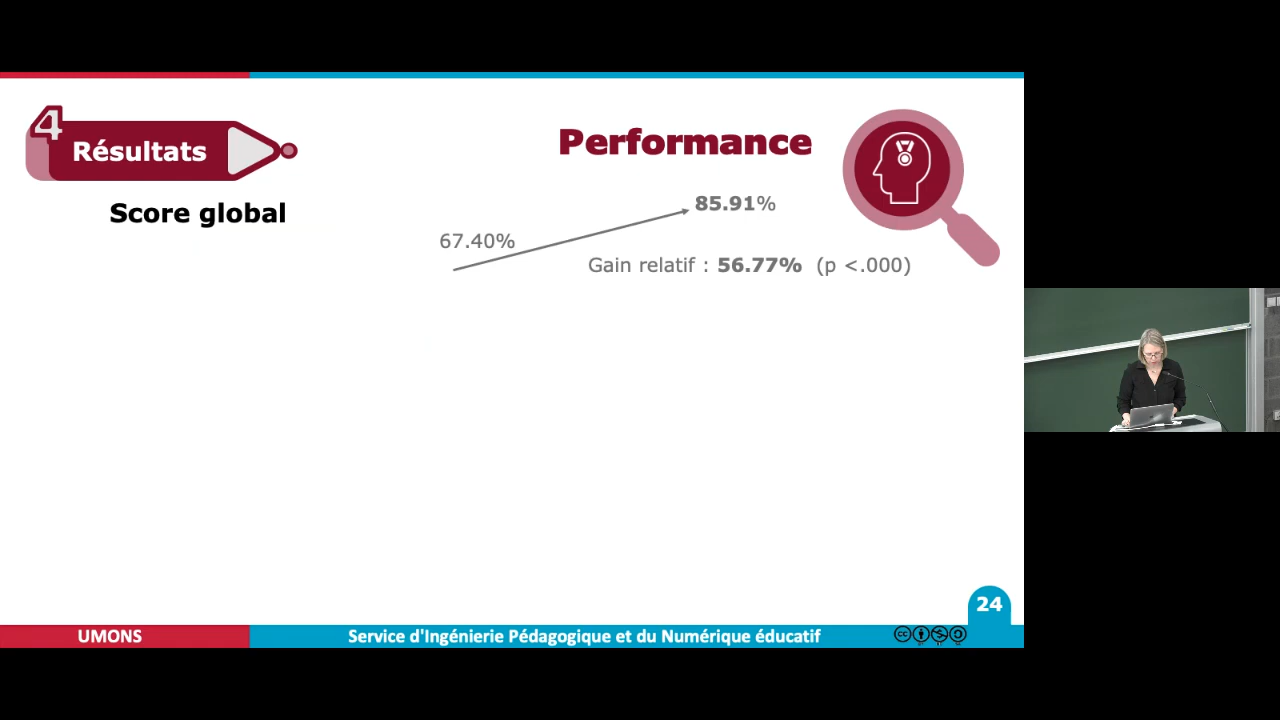 4
Résultats
Performance
Score global
85.91%
67.40%
Gain relatif : 56.77% (p <.000)
24
UMONS
Service d'Ingénierie Pédagogique et du Numérique éducatif
cc